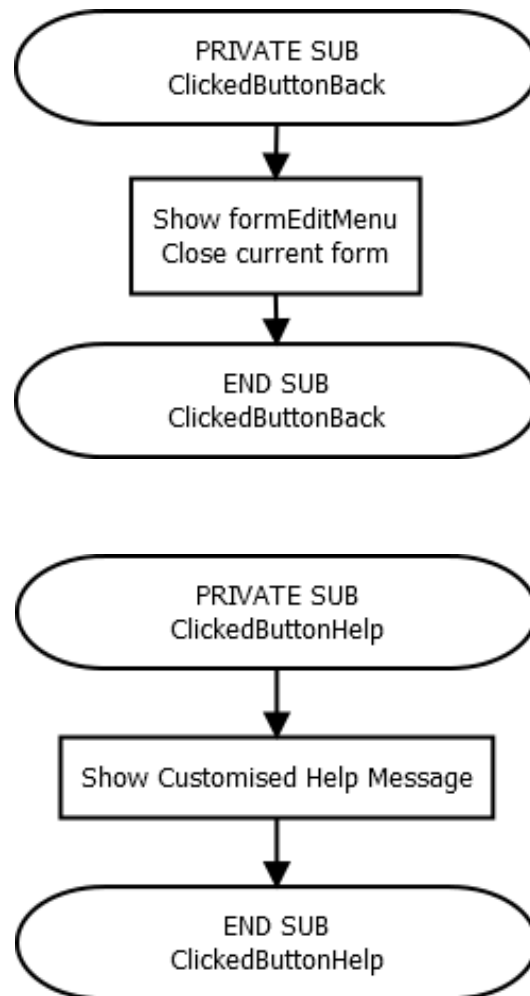 PRIVATE SUB
ClickedButtonBack
Show formEditMenu
Close current form
END SUB
ClickedButtonBack
PRIVATE SUB
ClickedButtonHelp
Show Customised Help Message
END SUB
ClickedButtonHelp